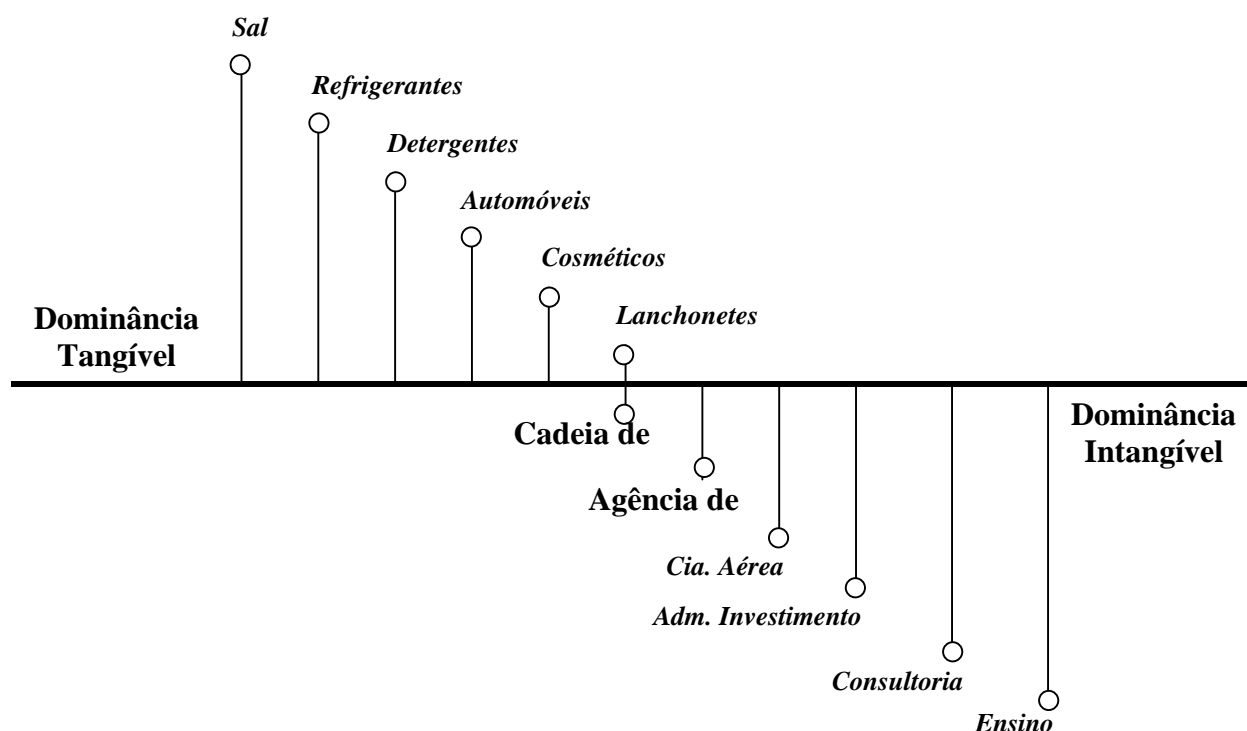 Sal
Refrigerantes
Detergentes
Automóveis
Cosméticos
Dominância
Tangível
Lanchonetes
Cadeia de
Dominância
Intangível
Agência de
Cia. Aérea
Adm. Investimento
Consultoria
Ensino